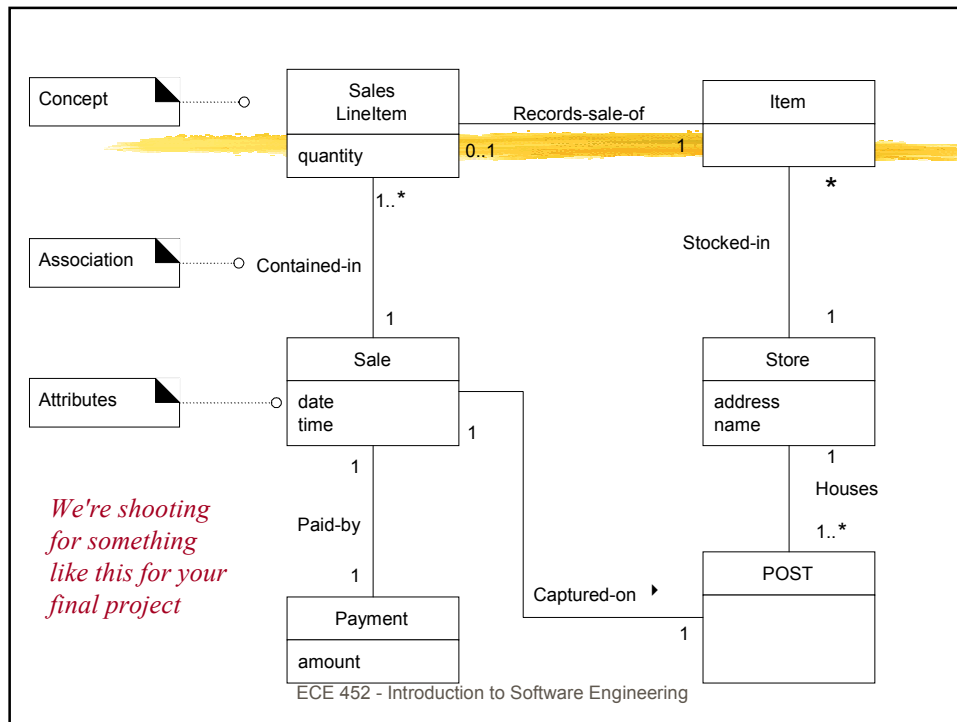 Concept
Sales
LineItem
quantity
Records-sale-of
0..1
1
Item
1..*
*
Association
Contained-in
Stocked-in
1
1
Attributes
Sale
date
time
Store
address
name
1
1
1
Houses
We're shooting
for something
like this for your
final project
Paid-by
1..*
1
Payment
amount
Captured-on
1
POST
ECE 452 - Introduction to Software Engineering